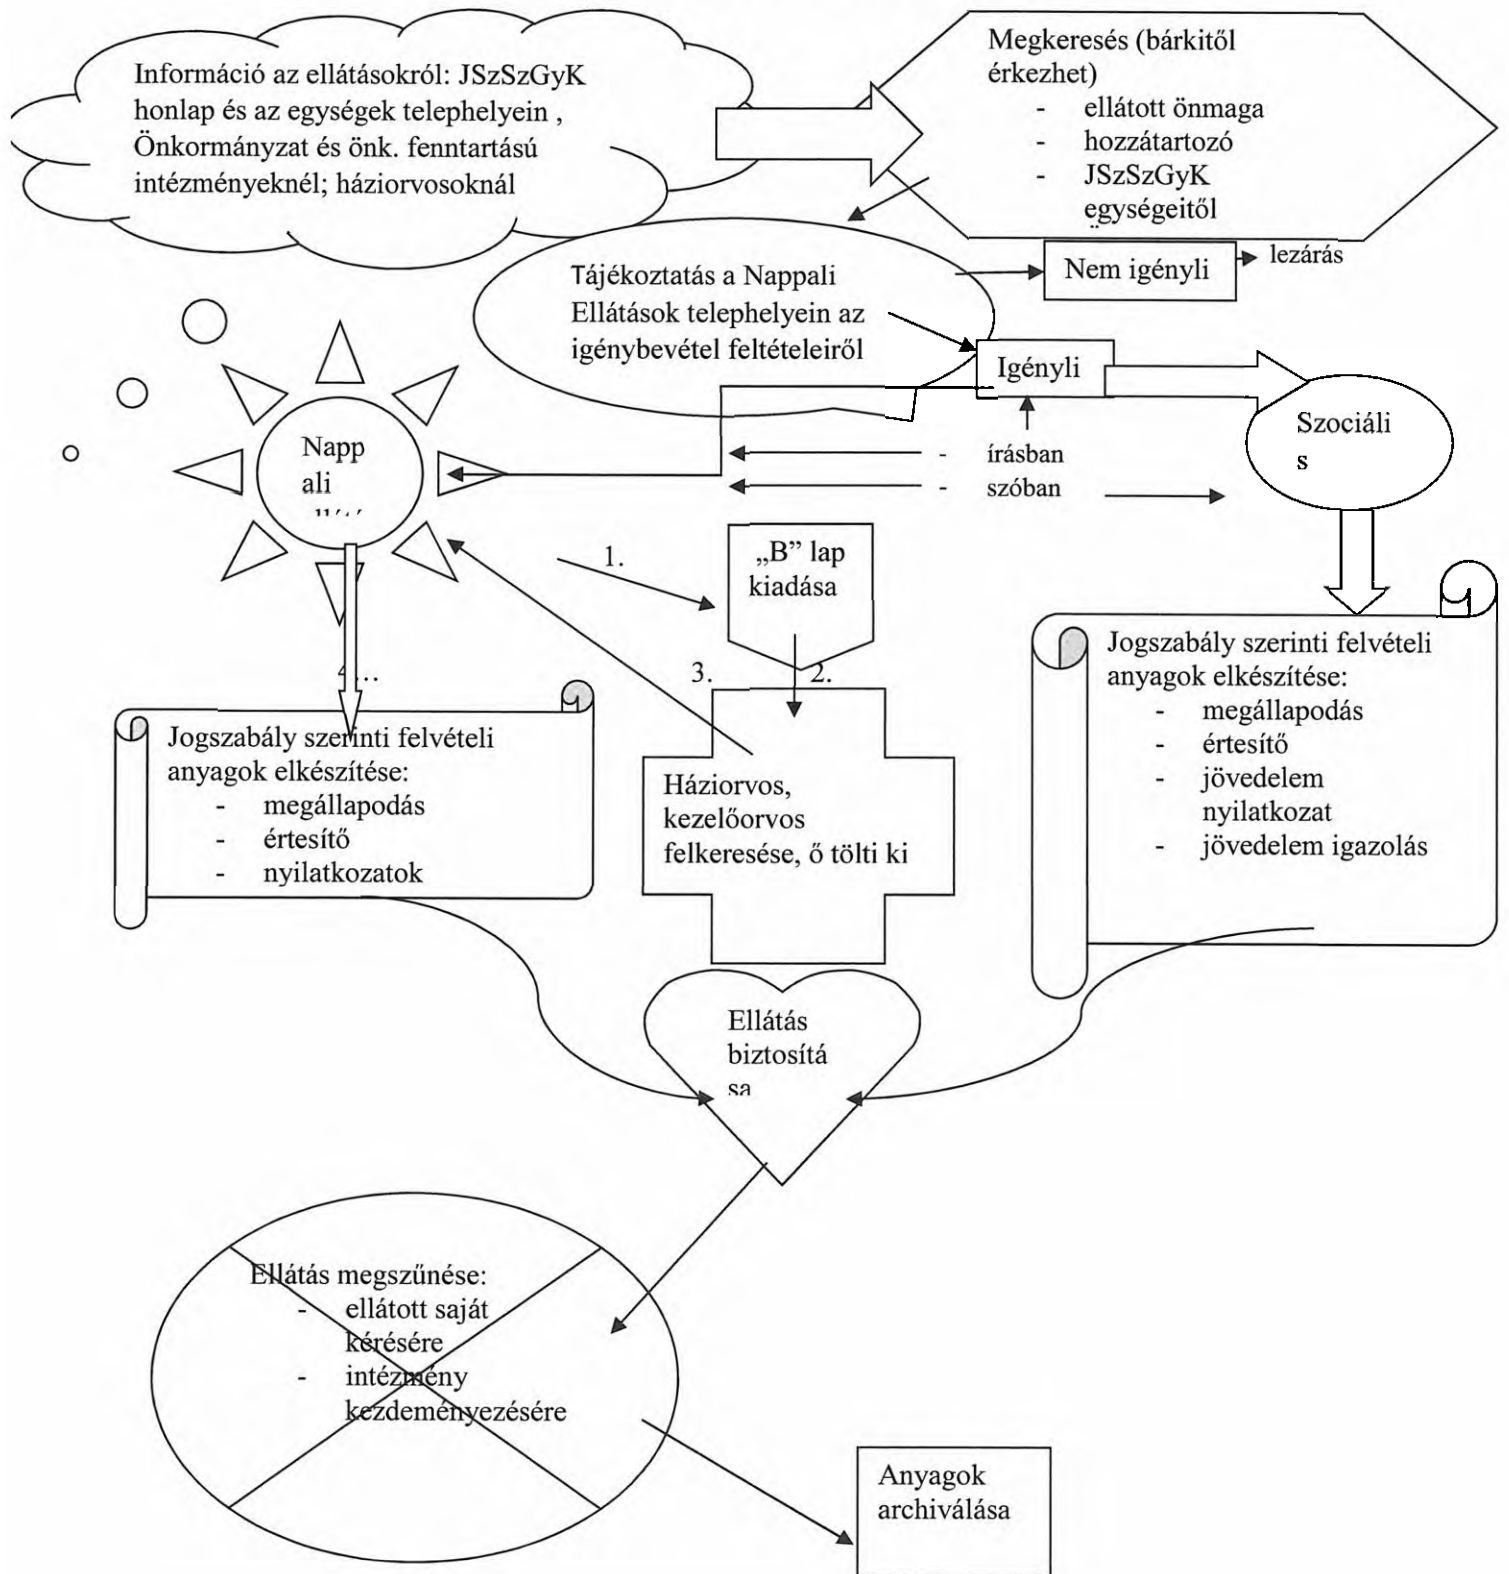 Információ az ellátásokról: JSzSzGyK
honlap és az egységek telephelyein ,
Önkormányzat és önk. fenntartású
intézményeknél; háziorvosoknál
Megkeresés (bárkitől
érkezhet)
- ellátott önmaga
- hozzátartozó
- JSzSzGyK
egységeitől
Nem igényli
lezárás
Tájékoztatás a Nappali
Ellátások telephelyein az
igénybevétel feltételeiről
Igényli
- írásban
- szóban
Szociáli
s
Napp
ali
1.
„B” lap
kiadása
3.
2.
Háziorvos,
kezelőorvos
felkeresése, ő tölti ki
Jogszabály szerinti felvételi
anyagok elkészítése:
- megállapodás
- értesítő
- nyilatkozatok
Jogszabály szerinti felvételi
anyagok elkészítése:
- megállapodás
- értesítő
- jövedelem
nyilatkozat
- jövedelem igazolás
Ellátás
biztosítá
sa
Ellátás megszűnése:
- ellátott saját
kérésére
- intézmény
kezdeményezésére
Anyagok
archiválása